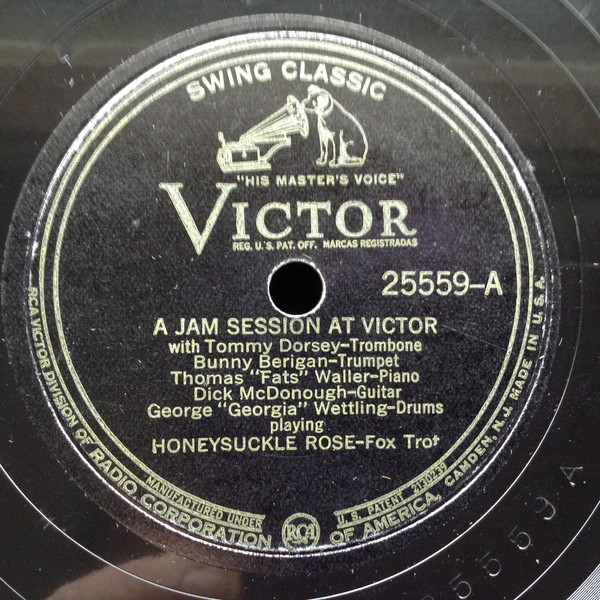 SWING CLASSIC
"HIS MASTER'S VOICE"
VICTOR
REG. U.S. PAT. OFF. MARCAS REGISTRADAS
25559-A
A JAM SESSION AT VICTOR
with Tommy Dorsey-Trombone
Bunny Berigan-Trumpet
Thomas "Fats" Waller-Piano
Dick McDonough-Guitar
George "Georgia" Wettling-Drums
playing
HONEYSUCKLE ROSE-Fox Trot
MANUFACTURED UNDER
U. S. PATENT 2130239
RCA
RCA VICTOR DIVISION OF RADIO CORPORATION OF AMERICA, CAMDEN, N.J. MADE IN U.S.A.
5559 A